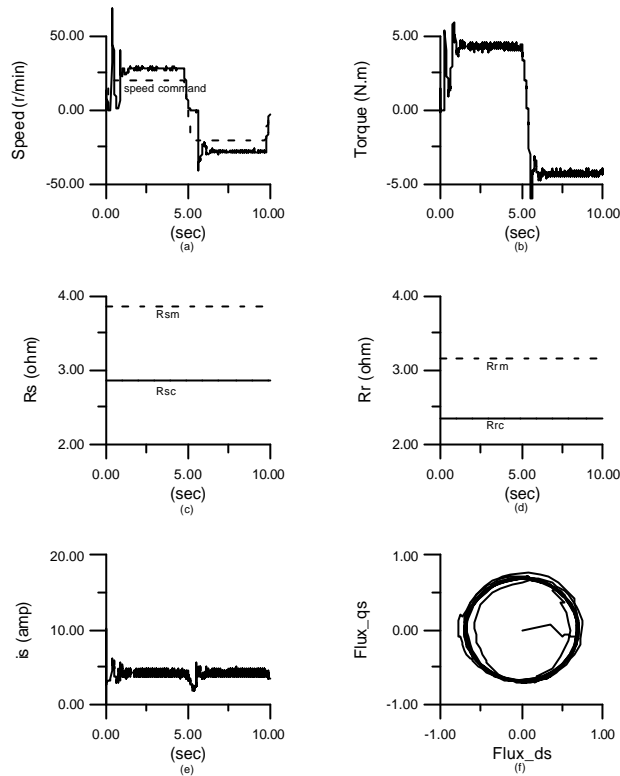 50.00
0.00
-50.00
Speed (r/min)
speed command
0.00 5.00 10.00
(sec)
(a)
5.00
0.00
-5.00
Torque (N.m)
0.00 5.00 10.00
(sec)
(b)
4.00
3.00
2.00
Rs (ohm)
Rsm
Rsc
0.00 5.00 10.00
(sec)
(c)
4.00
3.00
2.00
Rr (ohm)
Rrm
Rrc
0.00 5.00 10.00
(sec)
(d)
20.00
10.00
0.00
is (amp)
0.00 5.00 10.00
(sec)
(e)
1.00
0.00
-1.00
Flux_qs
-1.00 0.00 1.00
Flux_ds
(f)